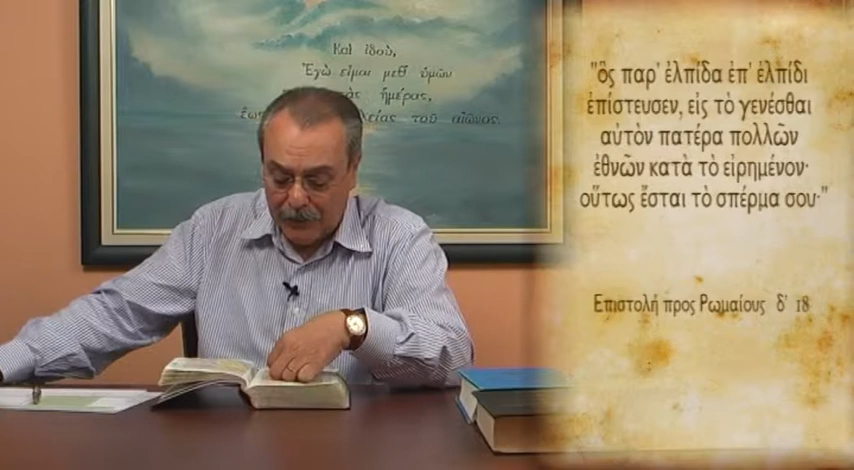 Καὶ ἰδού,
Ἐγώ εἶμαι μεθ' ὑμῶν
ἡμέρας,
τοῦ αἰῶνος.
"ὃς παρ' ἐλπίδα ἐπ' ἐλπίδι
ἐπίστευσεν, εἰς τὸ γενέσθαι
αὐτὸν πατέρα πολλῶν
ἐθνῶν κατὰ τὸ εἰρημένον·
οὕτως ἔσται τὸ σπέρμα σου·"
Επιστολή προς Ρωμαίους δ' 18